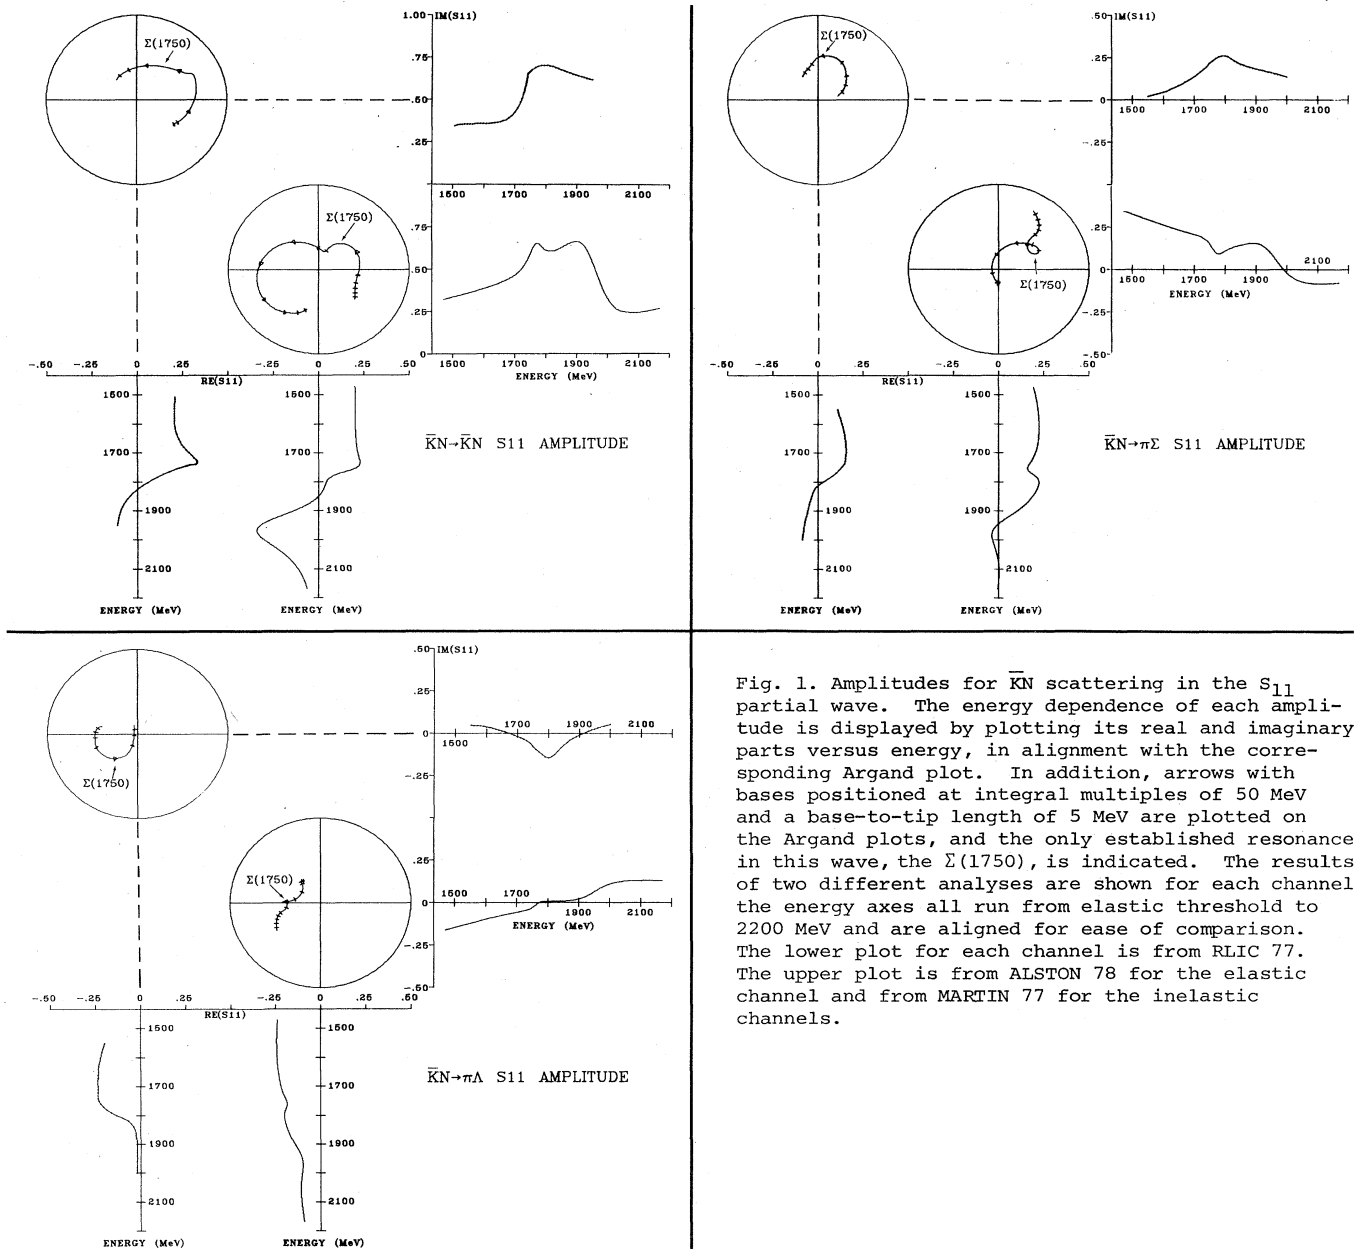 1.00 IM(S11)
Σ(1750)
.75
.50
.25
1500 1700 1900 2100
Σ(1750)
.75
.50
.25
0
1500 1700 1900 2100
ENERGY (MeV)
-.50 -.25 0 .25 -.50 -.25 0 .25 .50
RE(S11)
1500 1500
1700 1700
1900 1900
2100 2100
ENERGY (MeV) ENERGY (MeV)
K̅N→K̅N S11 AMPLITUDE
.50 IM(S11)
Σ(1750)
.25
0
1500 1700 1900 2100
-.25
Σ(1750)
.25
0
2100
1500 1700 1900
ENERGY (MeV)
-.25
-.50
-.50 -.25 0 .25 -.50 -.25 0 .25 .50
RE(S11)
1500 1500
1700 1700
1900 1900
2100 2100
ENERGY (MeV) ENERGY (MeV)
K̅N→πΣ S11 AMPLITUDE
.50 IM(S11)
.25
1700 1900 2100
0
1500
Σ(1750)
-.25
.25
Σ(1750)
1500 1700
0
1900 2100
ENERGY (MeV)
-.25
-.50
-.50 -.25 0 .25 -.50 -.25 0 .25 .50
RE(S11)
1500 1500
1700 1700
1900 1900
2100 2100
ENERGY (MeV) ENERGY (MeV)
K̅N→πΛ S11 AMPLITUDE
Fig. 1. Amplitudes for K̅N scattering in the S11
partial wave. The energy dependence of each ampli-
tude is displayed by plotting its real and imaginary
parts versus energy, in alignment with the corre-
sponding Argand plot. In addition, arrows with
bases positioned at integral multiples of 50 MeV
and a base-to-tip length of 5 MeV are plotted on
the Argand plots, and the only established resonance
in this wave, the Σ(1750), is indicated. The results
of two different analyses are shown for each channel
the energy axes all run from elastic threshold to
2200 MeV and are aligned for ease of comparison.
The lower plot for each channel is from RLIC 77.
The upper plot is from ALSTON 78 for the elastic
channel and from MARTIN 77 for the inelastic
channels.